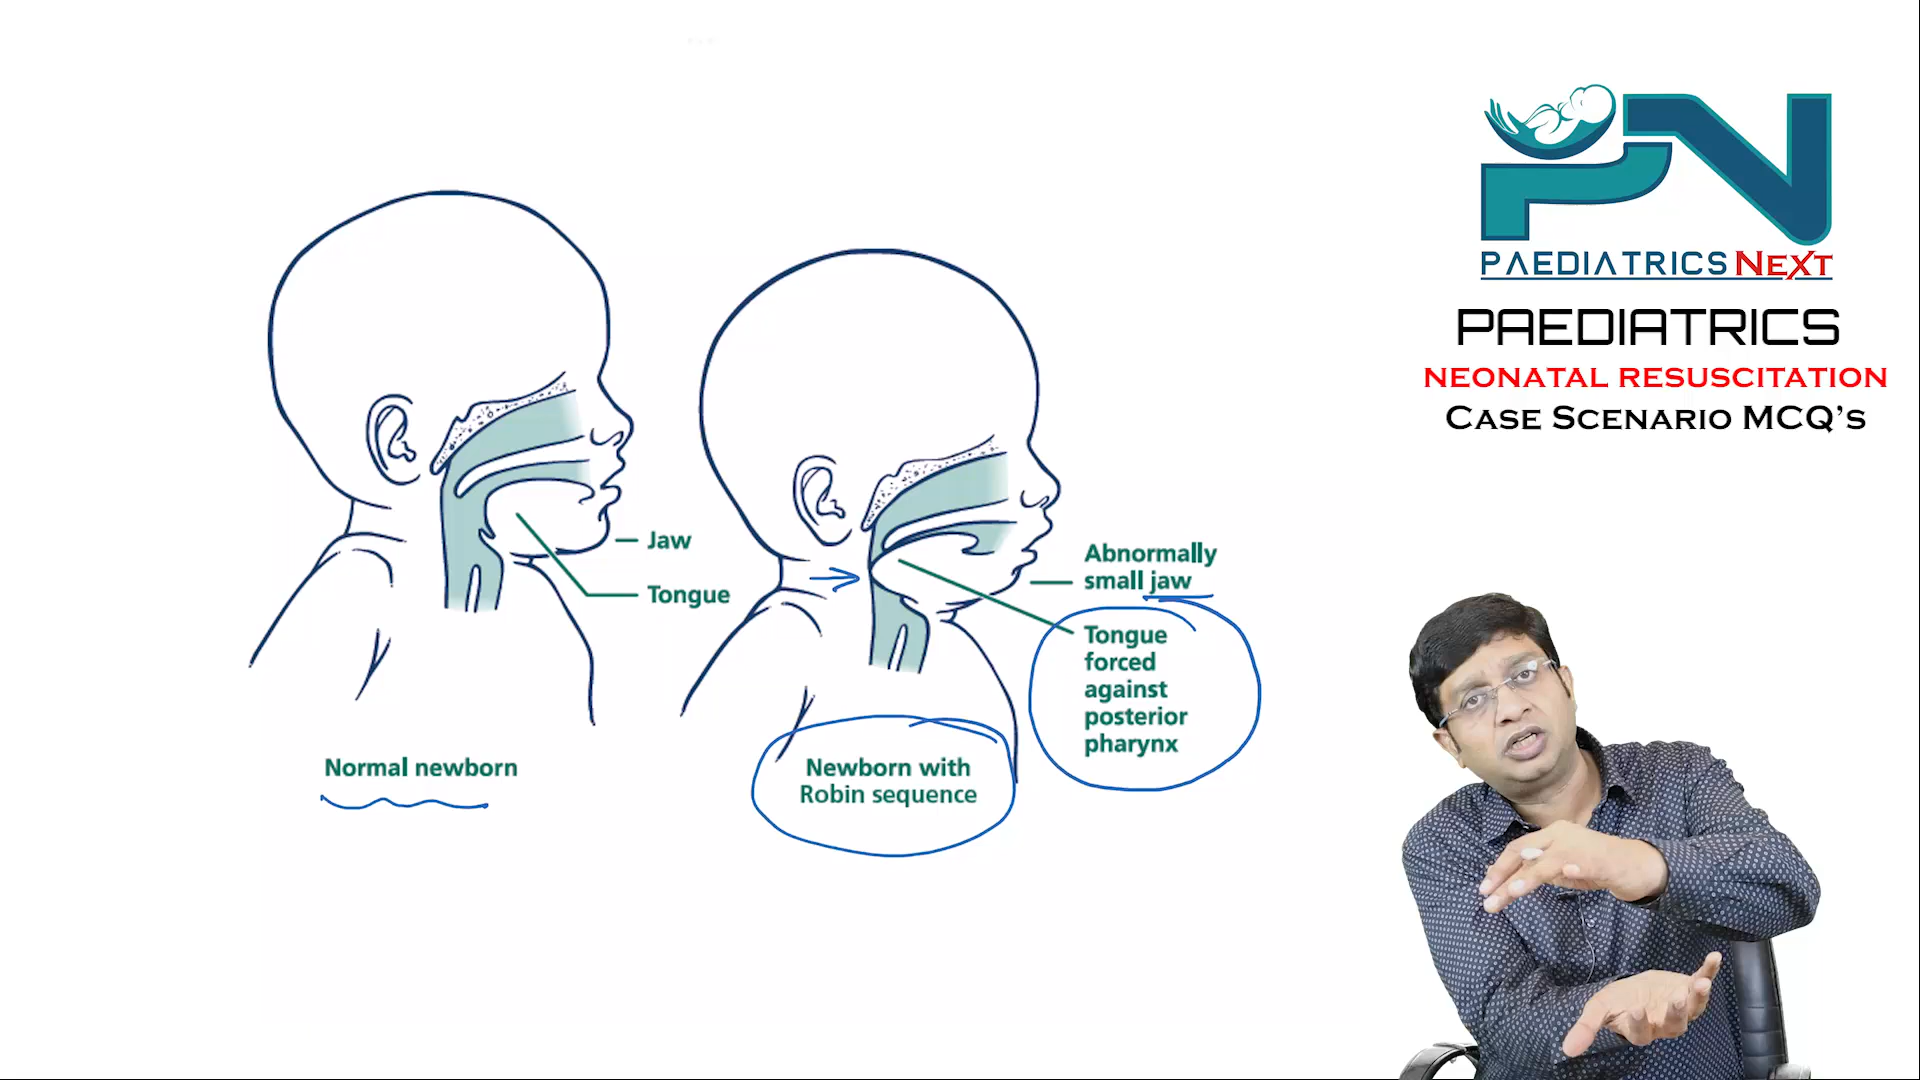 PN
PAEDIATRICS NEXT
PAEDIATRICS
NEONATAL RESUSCITATION
CASE SCENARIO MCQ'S
Jaw
Tongue
Normal newborn
Abnormally
small jaw
Tongue
forced
against
posterior
pharynx
Newborn with
Robin sequence